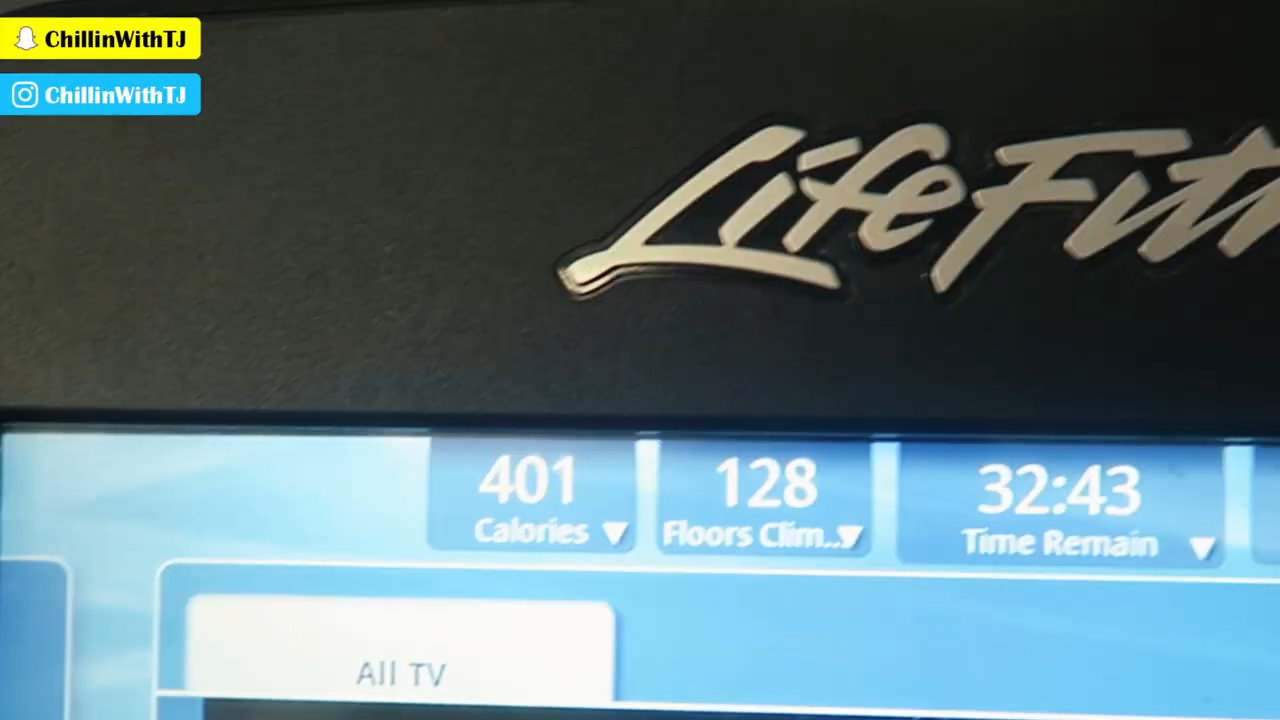 ChillinWithTJ
ChillinWithTJ
LifeFit
401
Calories
128
Floors Clim...
32:43
Time Remain
All TV